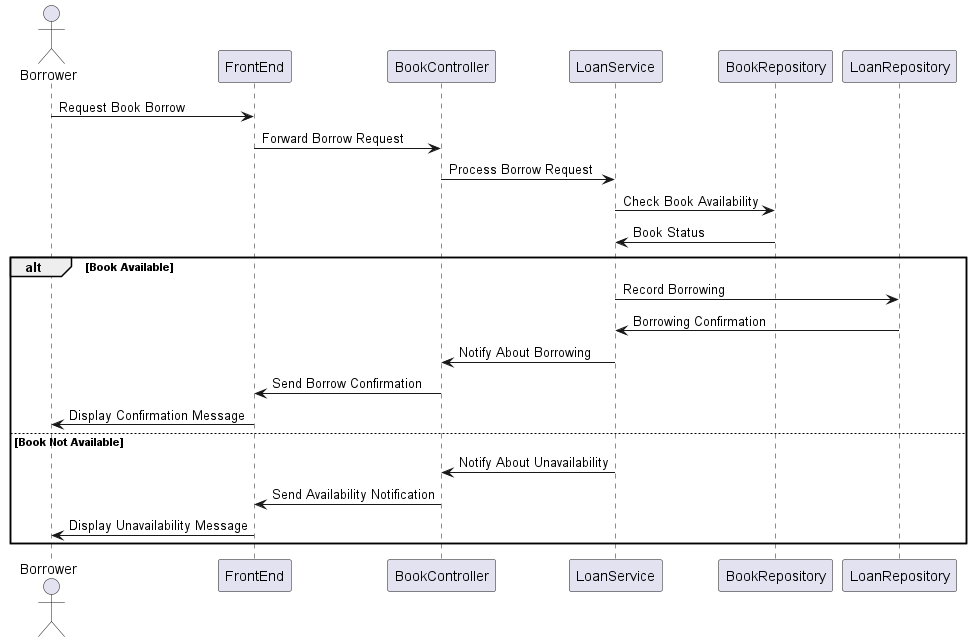 Borrower
FrontEnd
BookController
LoanService
BookRepository
LoanRepository
Request Book Borrow
Forward Borrow Request
Process Borrow Request
Check Book Availability
Book Status
alt
[Book Available]
Record Borrowing
Borrowing Confirmation
Notify About Borrowing
Send Borrow Confirmation
Display Confirmation Message
[Book Not Available]
Notify About Unavailability
Send Availability Notification
Display Unavailability Message
Borrower
FrontEnd
BookController
LoanService
BookRepository
LoanRepository